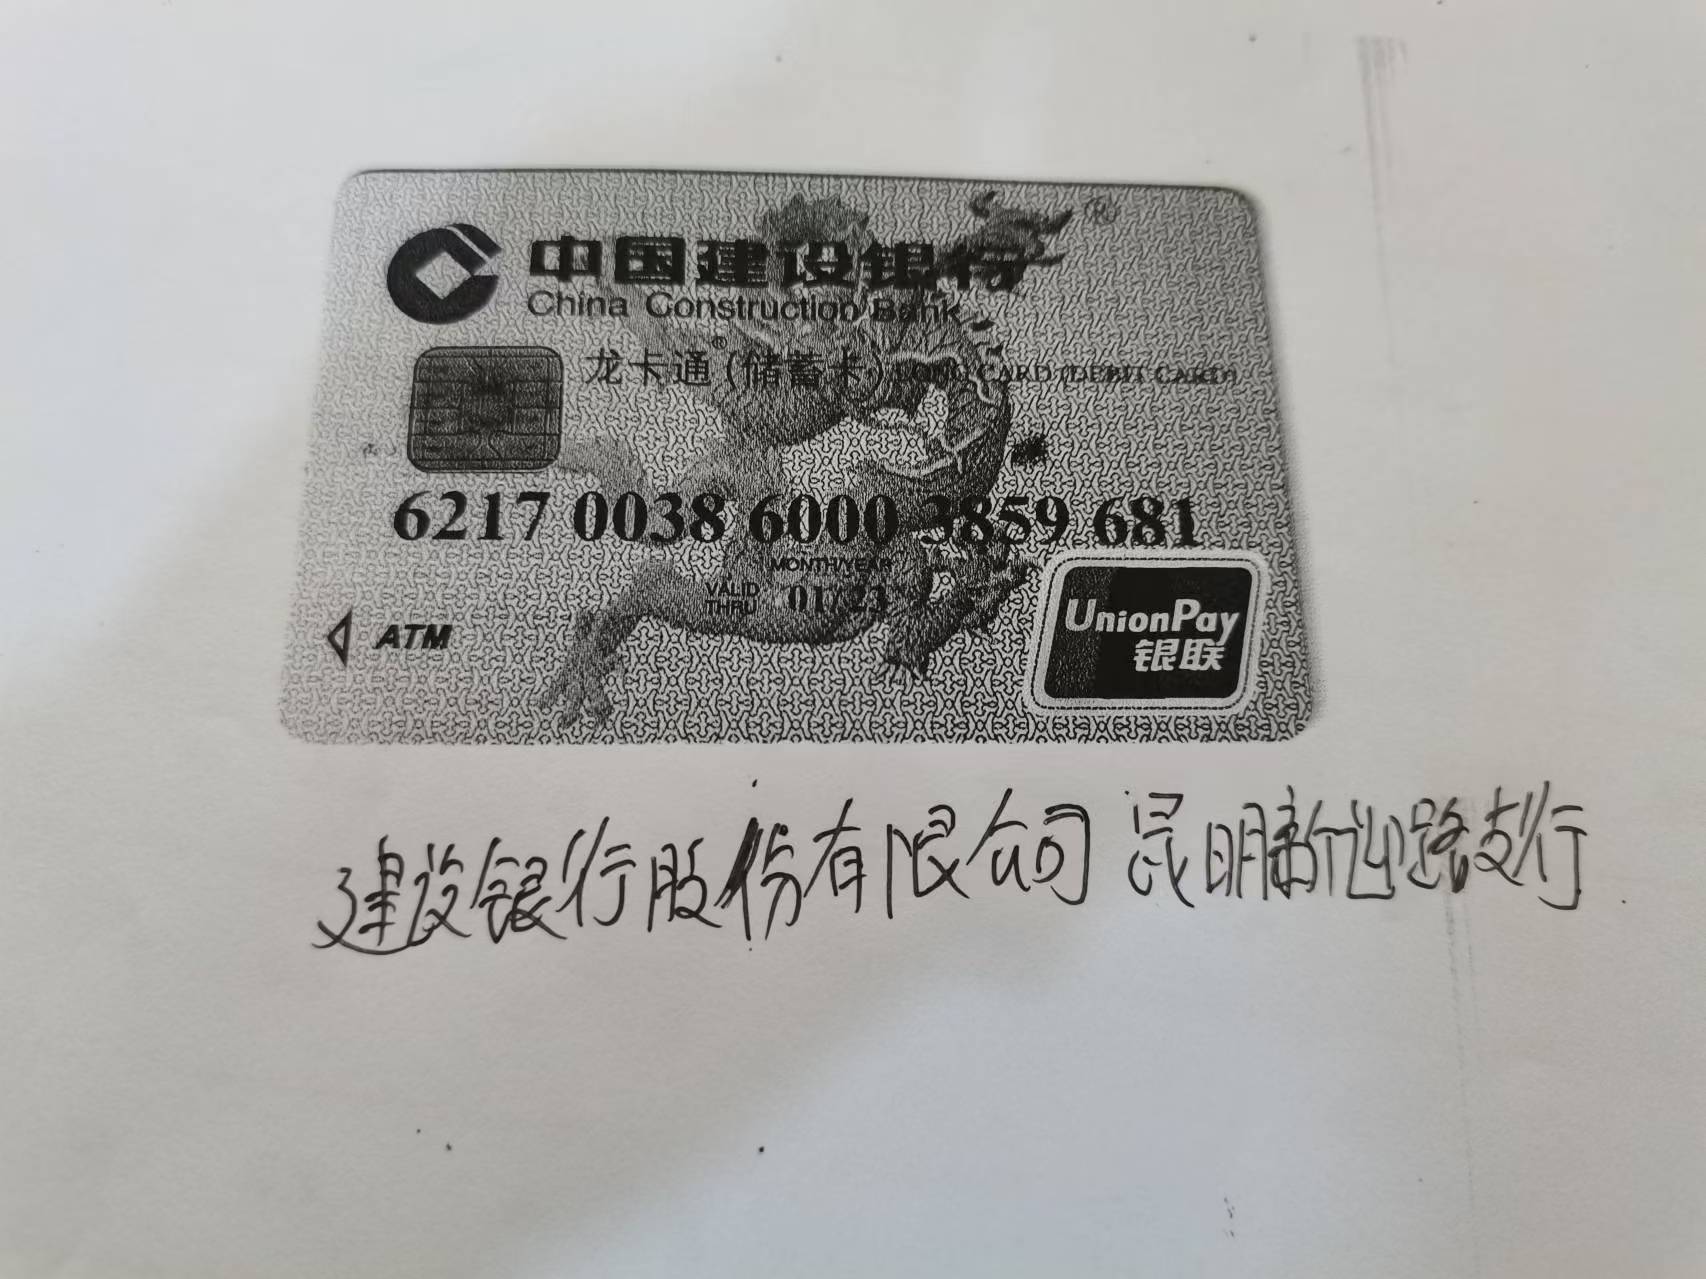 中国建设银行 ®
China Construction Bank
龙卡通®(储蓄卡) LONG CARD (DEBIT CARD)
6217 0038 6000 3859 681
MONTH/YEAR
VALID THRU 01/23
ATM
UnionPay
银联
建设银行股份有限公司 昆明新迎路支行